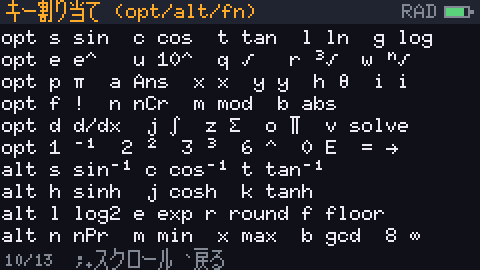 キー割り当て (opt/alt/fn) RAD
opt s sin c cos t tan l ln g log
opt e e^ u 10^ q √ r ³√ w ⁿ√
opt p π a Ans x x y y h θ i i
opt f ! n nCr m mod b abs
opt d d/dx j ∫ z Σ o ∏ v solve
opt 1 ⁻¹ 2 ² 3 ³ 6 ^ 0 E = →
alt s sin⁻¹ c cos⁻¹ t tan⁻¹
alt h sinh j cosh k tanh
alt l log2 e exp r round f floor
alt n nPr m min x max b gcd 8 ∞
10/13 ;.スクロール `戻る